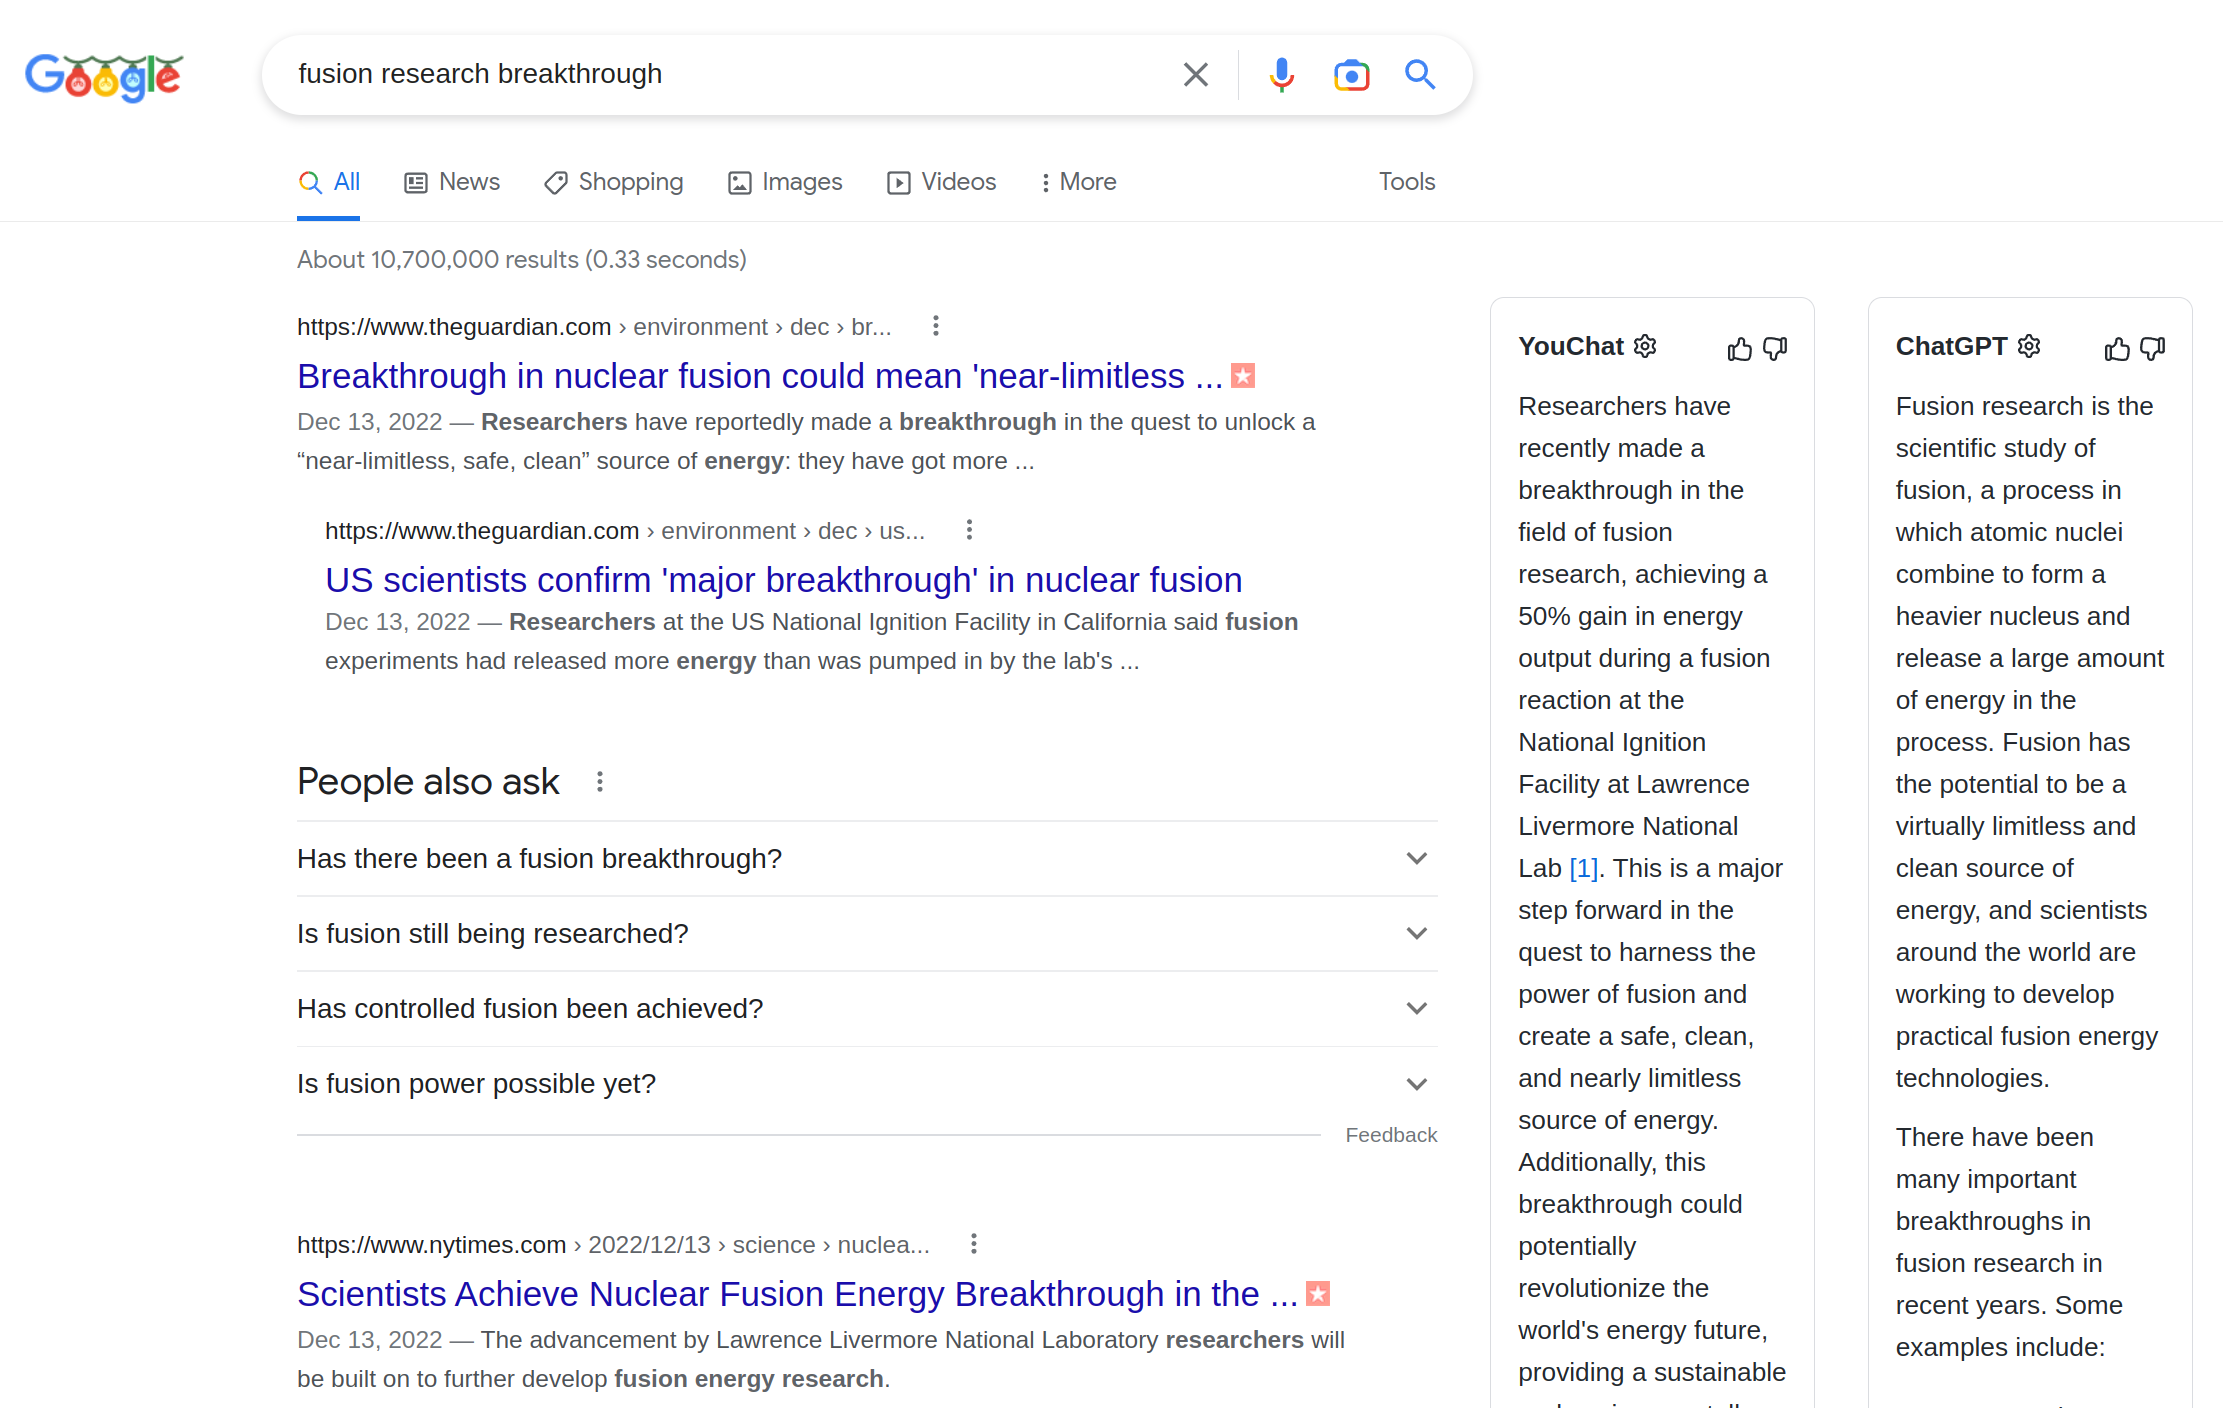 Google
fusion research breakthrough
All
News
Shopping
Images
Videos
More
Tools
About 10,700,000 results (0.33 seconds)
https://www.theguardian.com › environment › dec › br...
Breakthrough in nuclear fusion could mean 'near-limitless ...
Dec 13, 2022 — Researchers have reportedly made a breakthrough in the quest to unlock a
“near-limitless, safe, clean” source of energy: they have got more ...
https://www.theguardian.com › environment › dec › us...
US scientists confirm 'major breakthrough' in nuclear fusion
Dec 13, 2022 — Researchers at the US National Ignition Facility in California said fusion
experiments had released more energy than was pumped in by the lab's ...
People also ask
Has there been a fusion breakthrough?
Is fusion still being researched?
Has controlled fusion been achieved?
Is fusion power possible yet?
Feedback
https://www.nytimes.com › 2022/12/13 › science › nuclea...
Scientists Achieve Nuclear Fusion Energy Breakthrough in the ...
Dec 13, 2022 — The advancement by Lawrence Livermore National Laboratory researchers will
be built on to further develop fusion energy research.
YouChat
Researchers have
recently made a
breakthrough in the
field of fusion
research, achieving a
50% gain in energy
output during a fusion
reaction at the
National Ignition
Facility at Lawrence
Livermore National
Lab [1]. This is a major
step forward in the
quest to harness the
power of fusion and
create a safe, clean,
and nearly limitless
source of energy.
Additionally, this
breakthrough could
potentially
revolutionize the
world's energy future,
providing a sustainable
ChatGPT
Fusion research is the
scientific study of
fusion, a process in
which atomic nuclei
combine to form a
heavier nucleus and
release a large amount
of energy in the
process. Fusion has
the potential to be a
virtually limitless and
clean source of
energy, and scientists
around the world are
working to develop
practical fusion energy
technologies.
There have been
many important
breakthroughs in
fusion research in
recent years. Some
examples include: